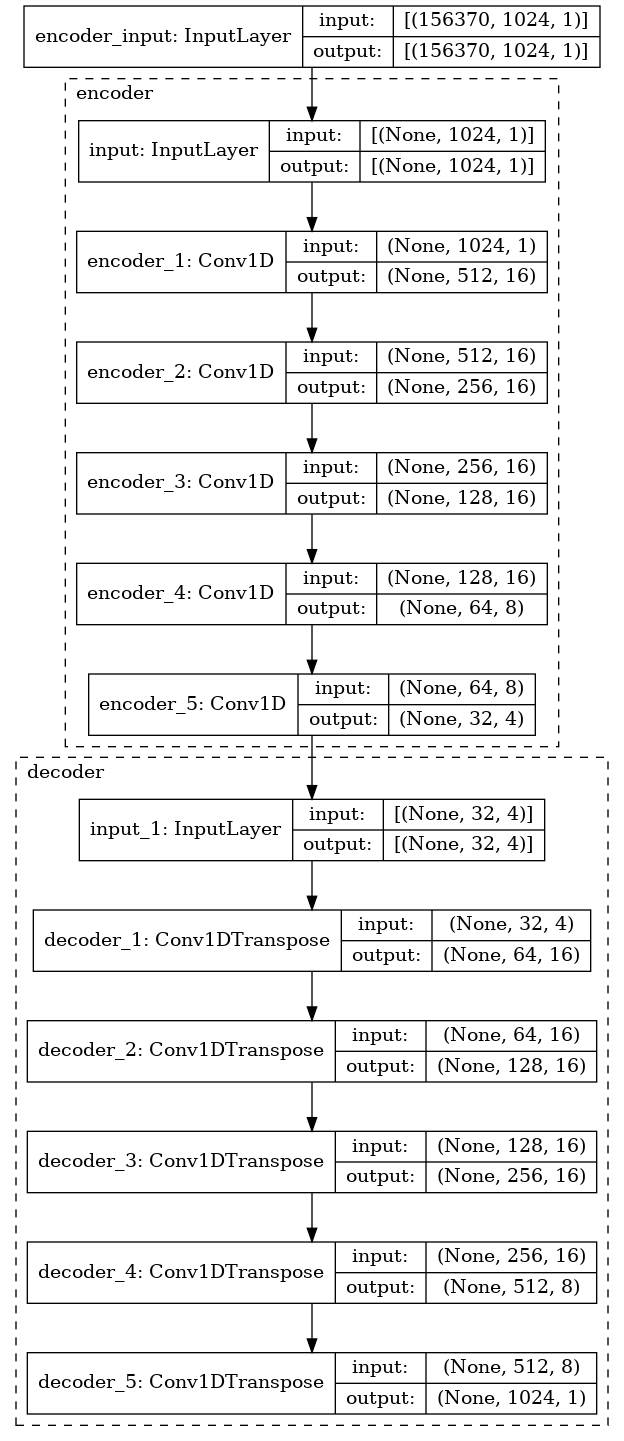 encoder_input: InputLayer
input: [(156370, 1024, 1)]
output: [(156370, 1024, 1)]
encoder
input: InputLayer
input: [(None, 1024, 1)]
output: [(None, 1024, 1)]
encoder_1: Conv1D
input: (None, 1024, 1)
output: (None, 512, 16)
encoder_2: Conv1D
input: (None, 512, 16)
output: (None, 256, 16)
encoder_3: Conv1D
input: (None, 256, 16)
output: (None, 128, 16)
encoder_4: Conv1D
input: (None, 128, 16)
output: (None, 64, 8)
encoder_5: Conv1D
input: (None, 64, 8)
output: (None, 32, 4)
decoder
input_1: InputLayer
input: [(None, 32, 4)]
output: [(None, 32, 4)]
decoder_1: Conv1DTranspose
input: (None, 32, 4)
output: (None, 64, 16)
decoder_2: Conv1DTranspose
input: (None, 64, 16)
output: (None, 128, 16)
decoder_3: Conv1DTranspose
input: (None, 128, 16)
output: (None, 256, 16)
decoder_4: Conv1DTranspose
input: (None, 256, 16)
output: (None, 512, 8)
decoder_5: Conv1DTranspose
input: (None, 512, 8)
output: (None, 1024, 1)